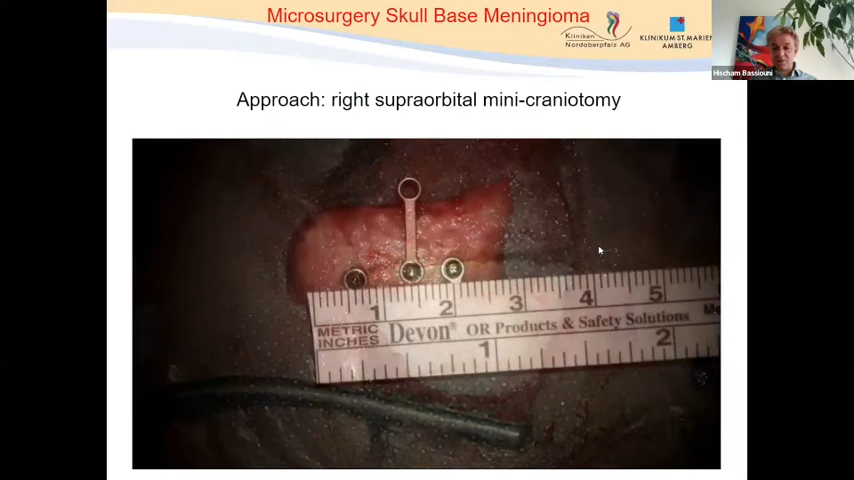 Microsurgery Skull Base Meningioma
Kliniken
Nordoberpfalz AG
KLINIKUM ST. MARIEN
AMBERG
Hischam Bassiouni
Approach: right supraorbital mini-craniotomy
1 2 3 4 5
METRIC
INCHES
Devon® OR Products & Safety Solutions
1 2